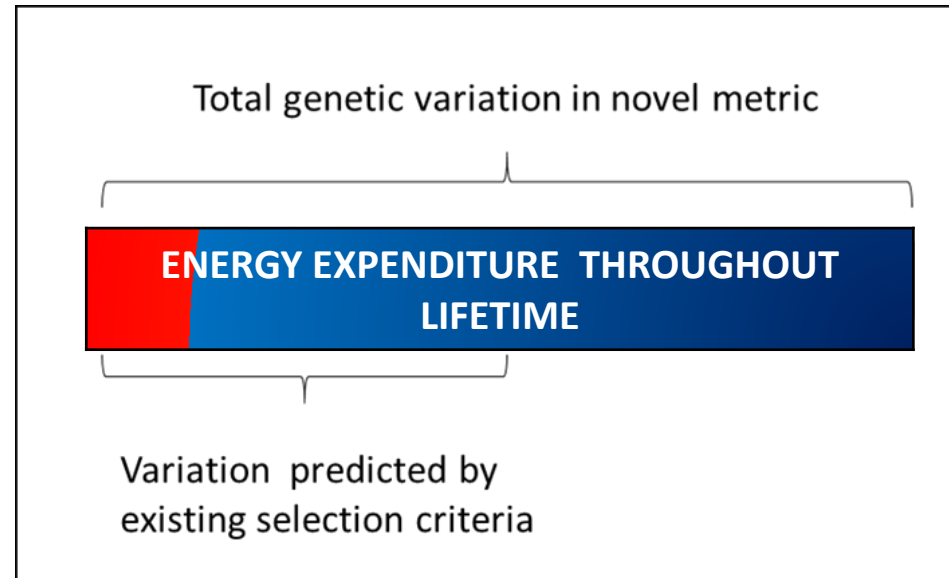 Total genetic variation in novel metric
ENERGY EXPENDITURE  THROUGHOUT
LIFETIME
Variation  predicted by
existing selection criteria